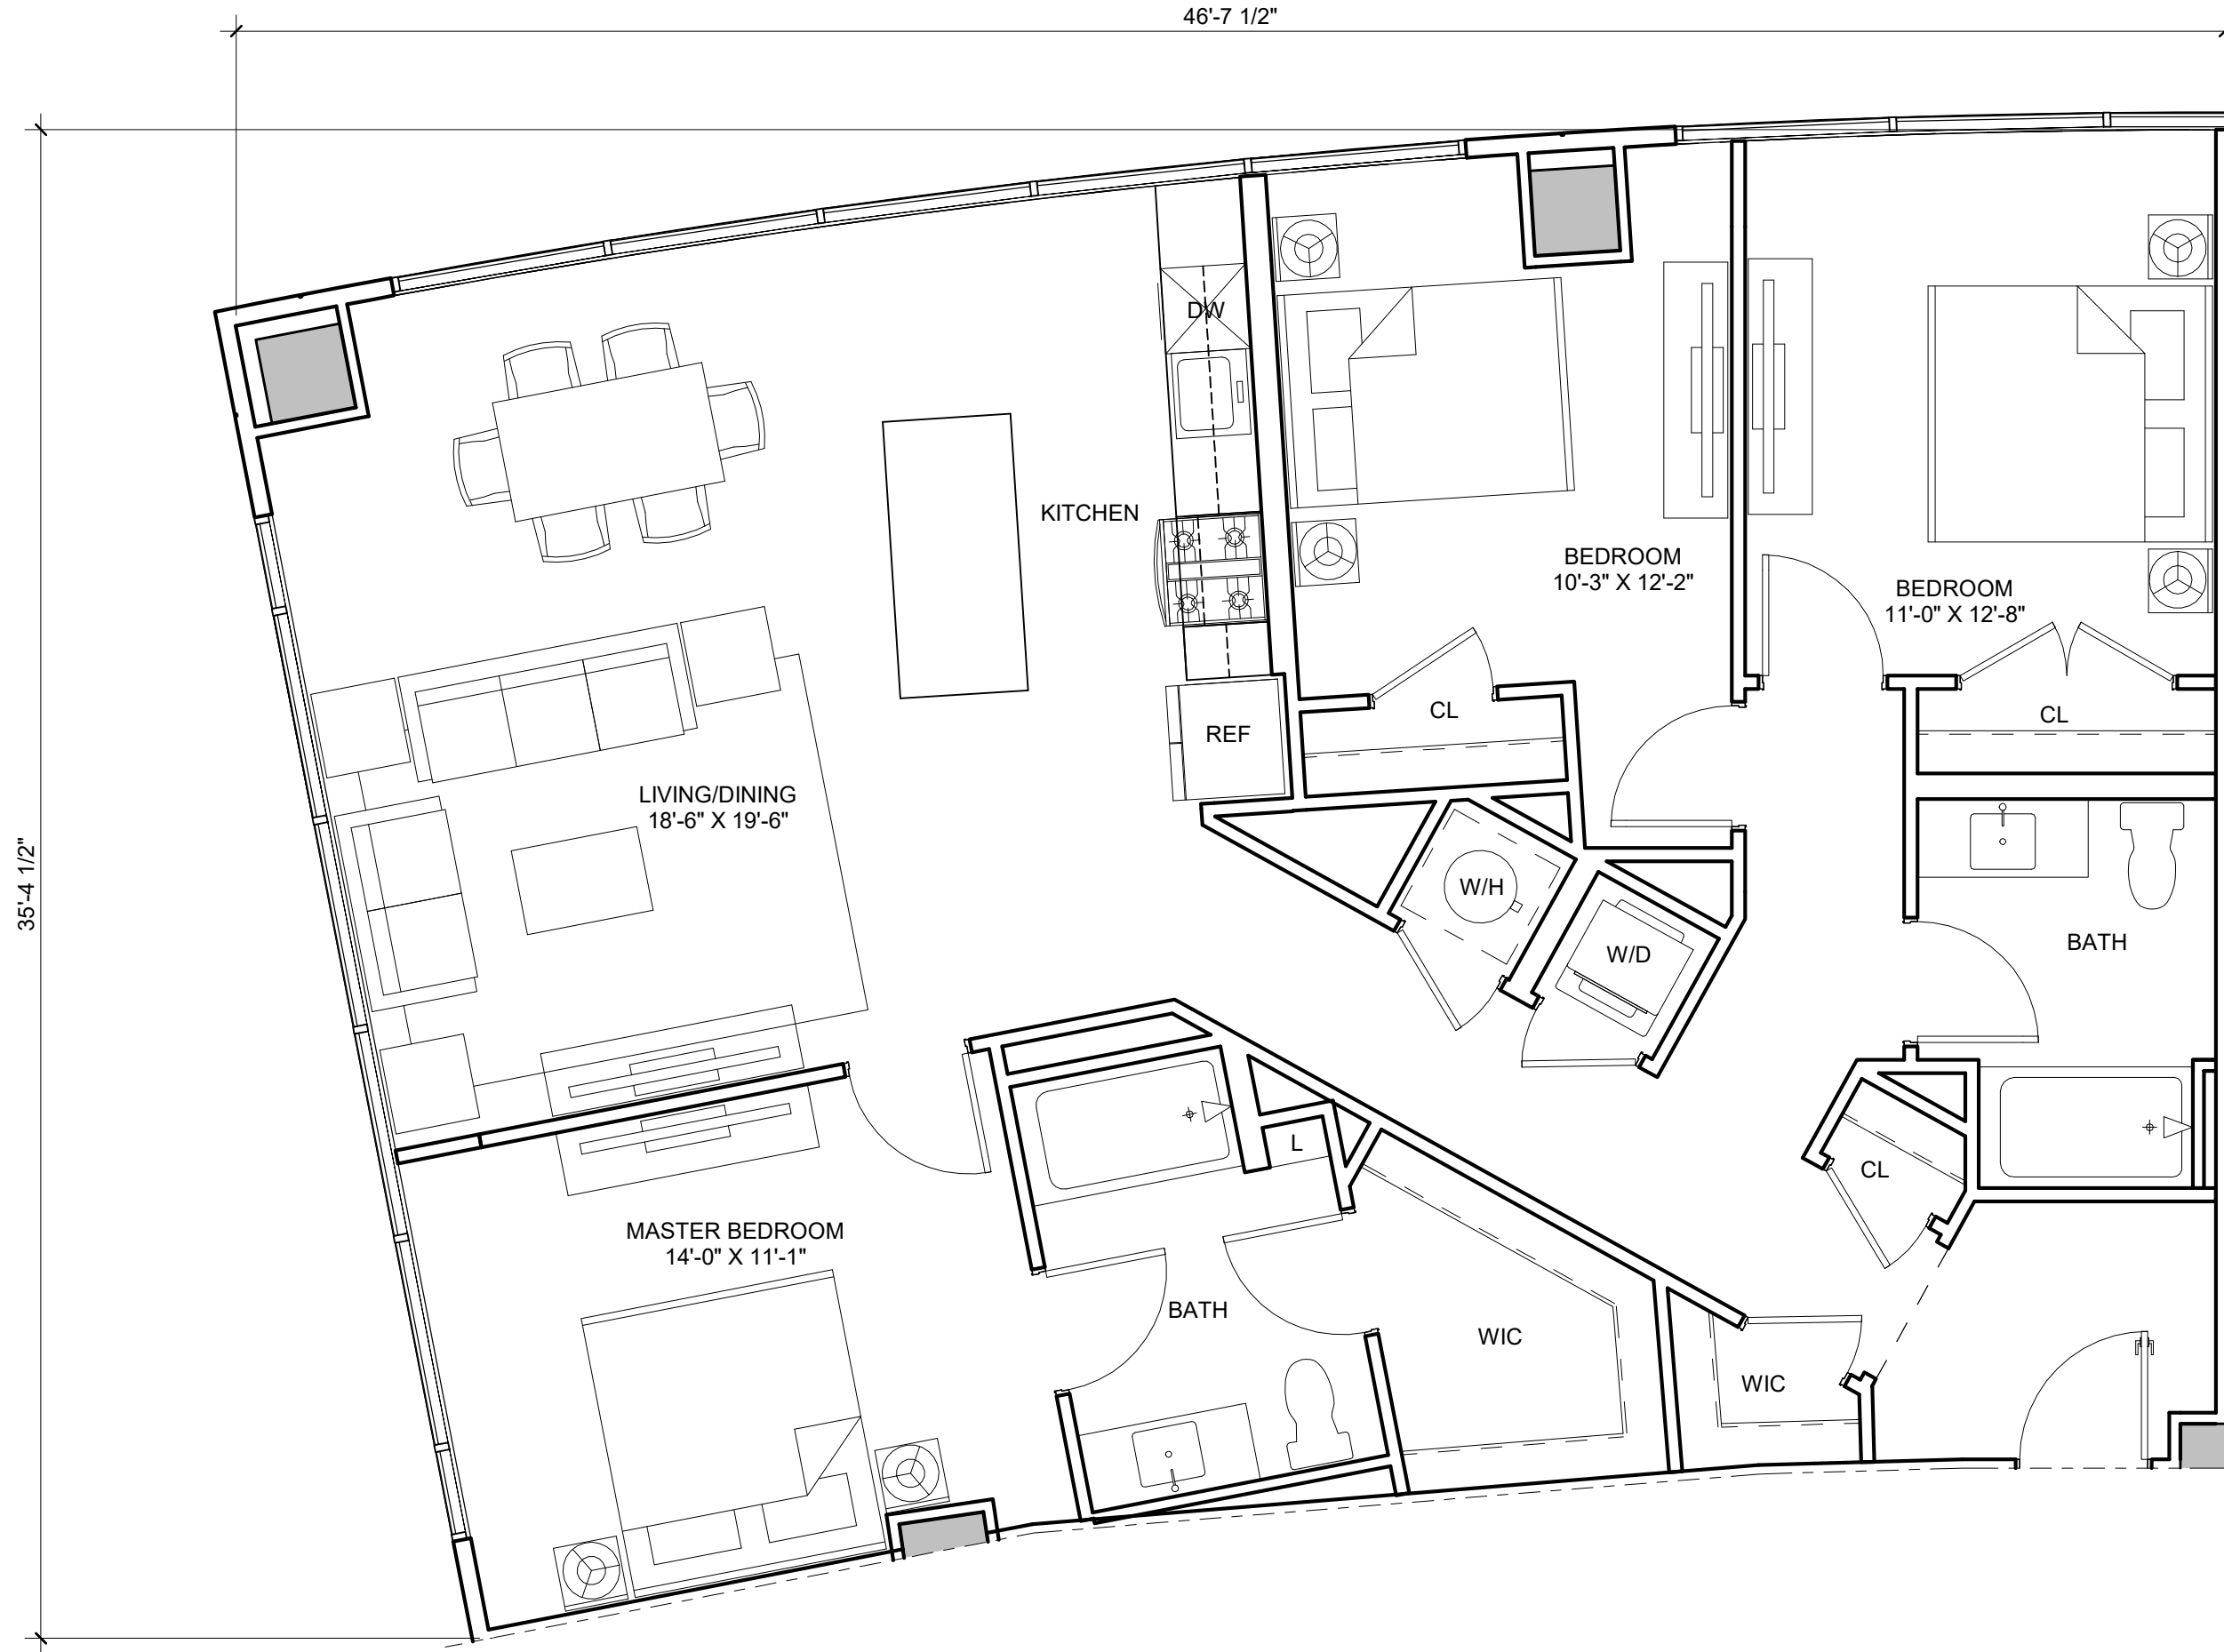 46'-7 1/2"
35'-4 1/2"
DW
KITCHEN
BEDROOM
10'-3" X 12'-2"
BEDROOM
11'-0" X 12'-8"
CL
CL
REF
LIVING/DINING
18'-6" X 19'-6"
W/H
W/D
BATH
L
CL
MASTER BEDROOM
14'-0" X 11'-1"
BATH
WIC
WIC